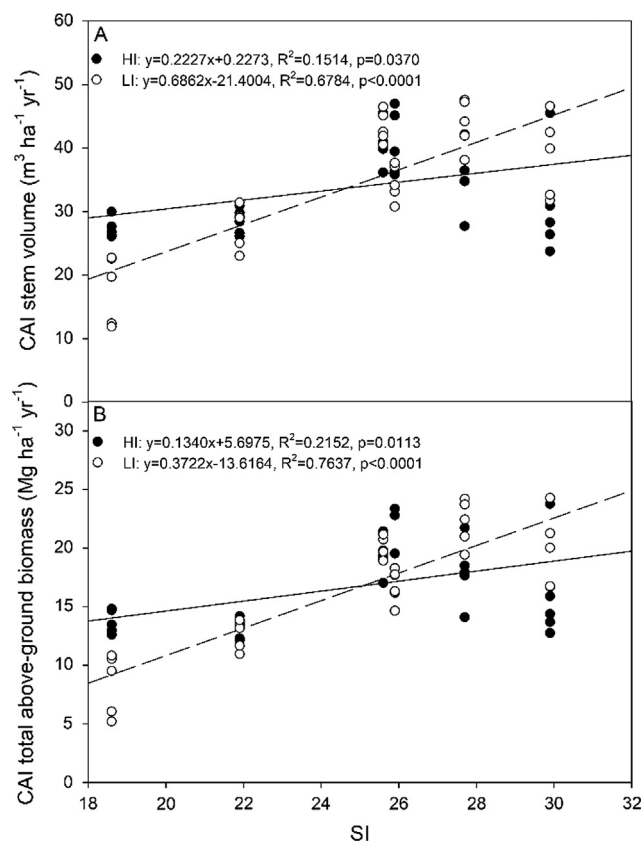 A
HI: y=0.2227x+0.2273, R²=0.1514, p=0.0370
LI: y=0.6862x-21.4004, R²=0.6784, p<0.0001
CAI stem volume (m³ ha⁻¹ yr⁻¹)
60
50
40
30
20
10
0
B
HI: y=0.1340x+5.6975, R²=0.2152, p=0.0113
LI: y=0.3722x-13.6164, R²=0.7637, p<0.0001
CAI total above-ground biomass (Mg ha⁻¹ yr⁻¹)
30
25
20
15
10
5
0
18 20 22 24 26 28 30 32
SI